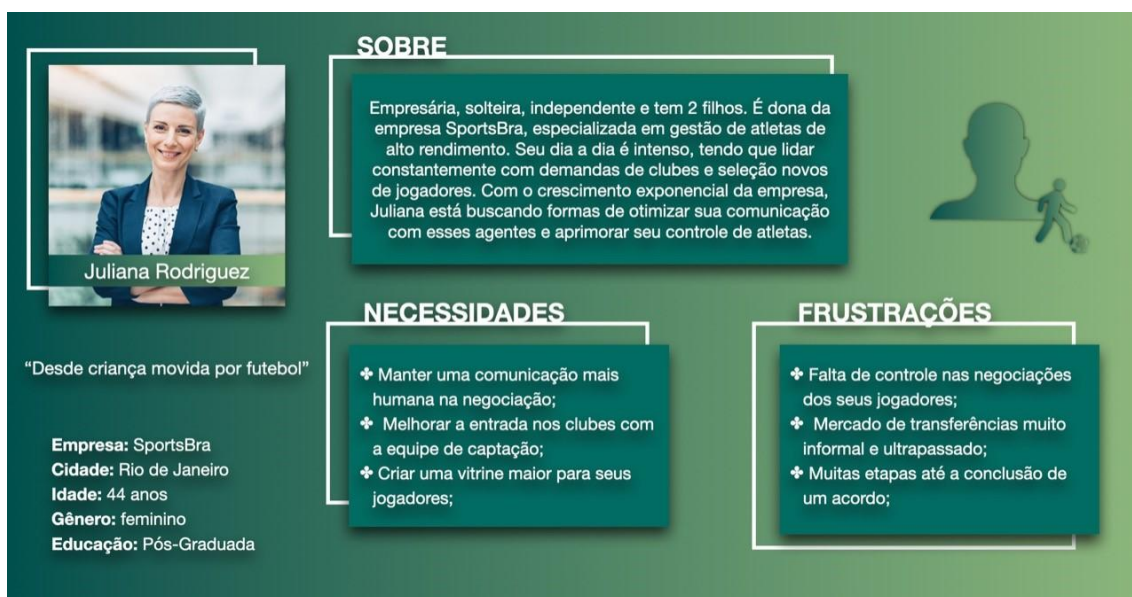 SOBRE
Empresária, solteira, independente e tem 2 filhos. É dona da
empresa SportsBra, especializada em gestão de atletas de
alto rendimento. Seu dia a dia é intenso, tendo que lidar
constantemente com demandas de clubes e seleção novos
de jogadores. Com o crescimento exponencial da empresa,
Juliana está buscando formas de otimizar sua comunicação
com esses agentes e aprimorar seu controle de atletas.
Juliana Rodriguez
“Desde criança movida por futebol”
Empresa: SportsBra
Cidade: Rio de Janeiro
Idade: 44 anos
Gênero: feminino
Educação: Pós-Graduada
NECESSIDADES
✤ Manter uma comunicação mais
humana na negociação;
✤ Melhorar a entrada nos clubes com
a equipe de captação;
✤ Criar uma vitrine maior para seus
jogadores;
FRUSTRAÇÕES
✤ Falta de controle nas negociações
dos seus jogadores;
✤ Mercado de transferências muito
informal e ultrapassado;
✤ Muitas etapas até a conclusão de
um acordo;